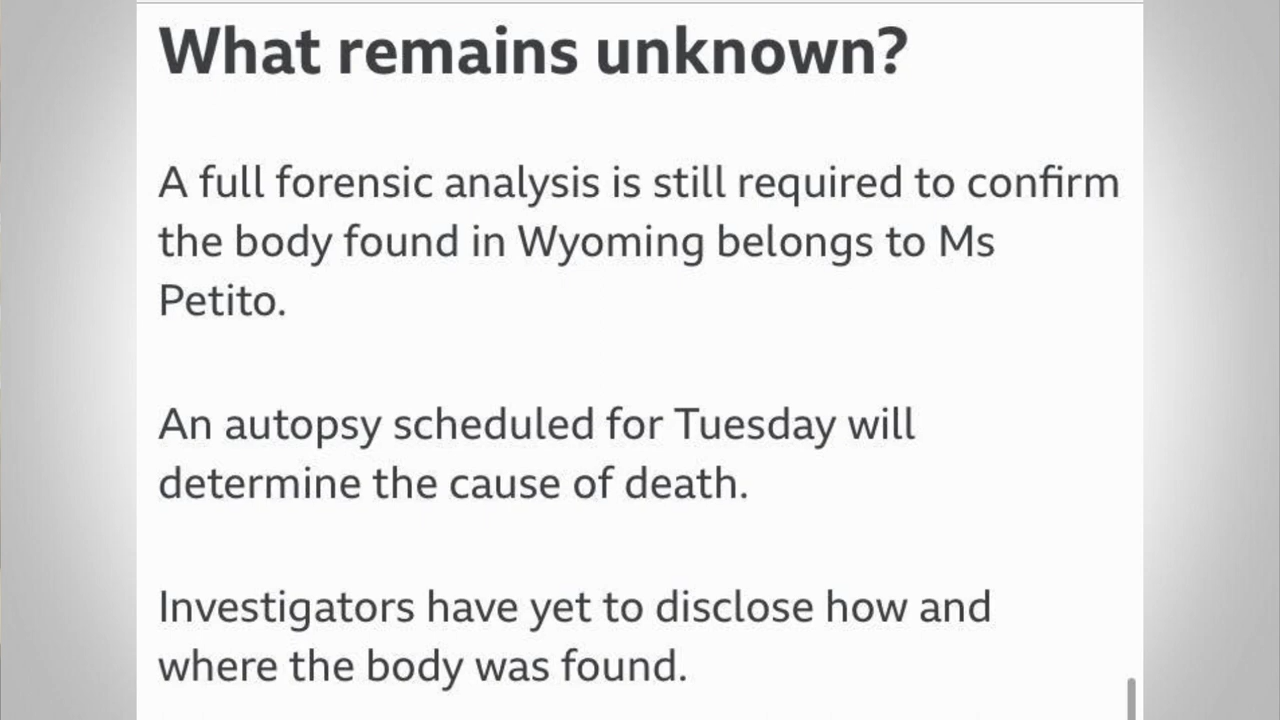 What remains unknown?
A full forensic analysis is still required to confirm
the body found in Wyoming belongs to Ms
Petito.
An autopsy scheduled for Tuesday will
determine the cause of death.
Investigators have yet to disclose how and
where the body was found.